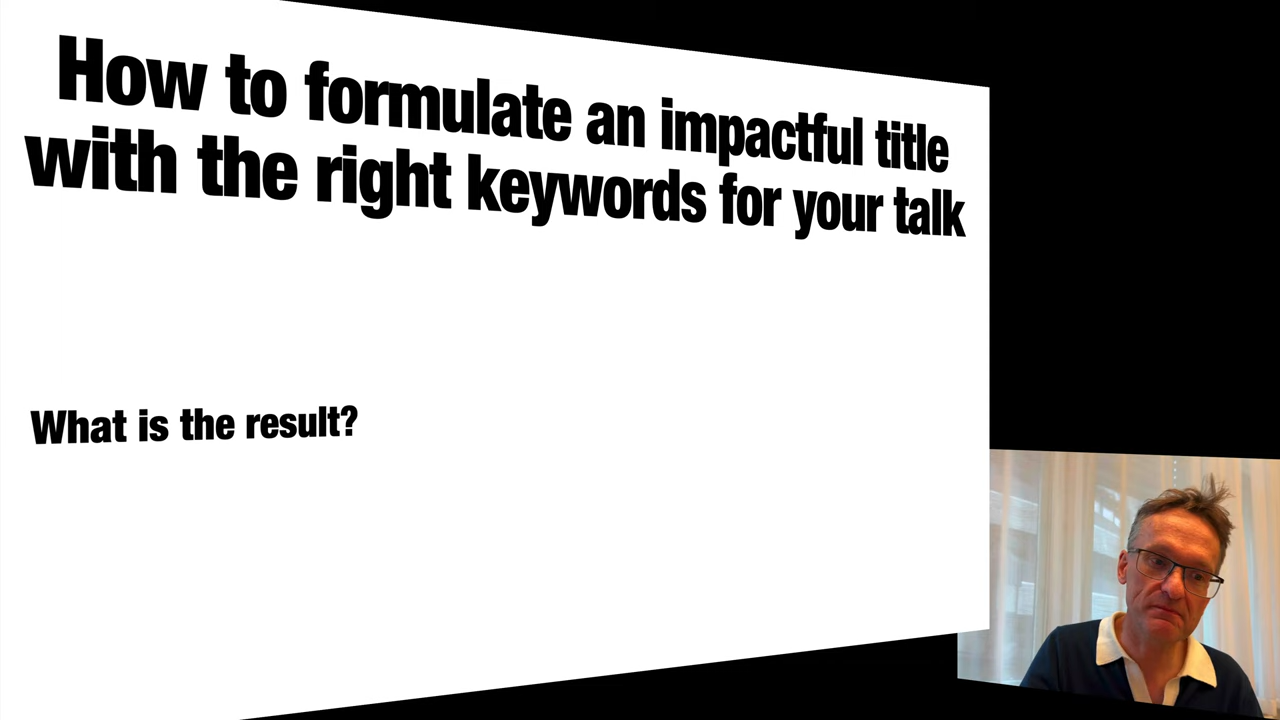 How to formulate an impactful title
with the right keywords for your talk
What is the result?